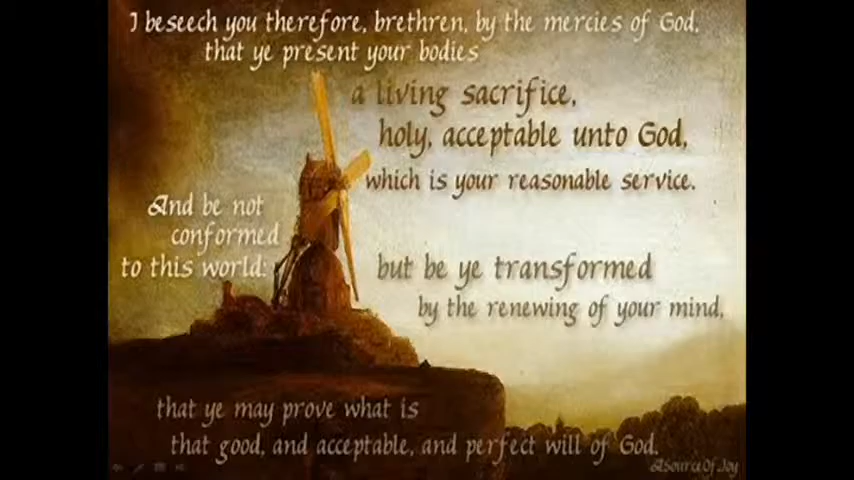 I beseech you therefore, brethren, by the mercies of God,
that ye present your bodies
a living sacrifice,
holy, acceptable unto God,
which is your reasonable service.
And be not
conformed
to this world:
but be ye transformed
by the renewing of your mind,
that ye may prove what is
that good, and acceptable, and perfect will of God.
ASourceOfJoy